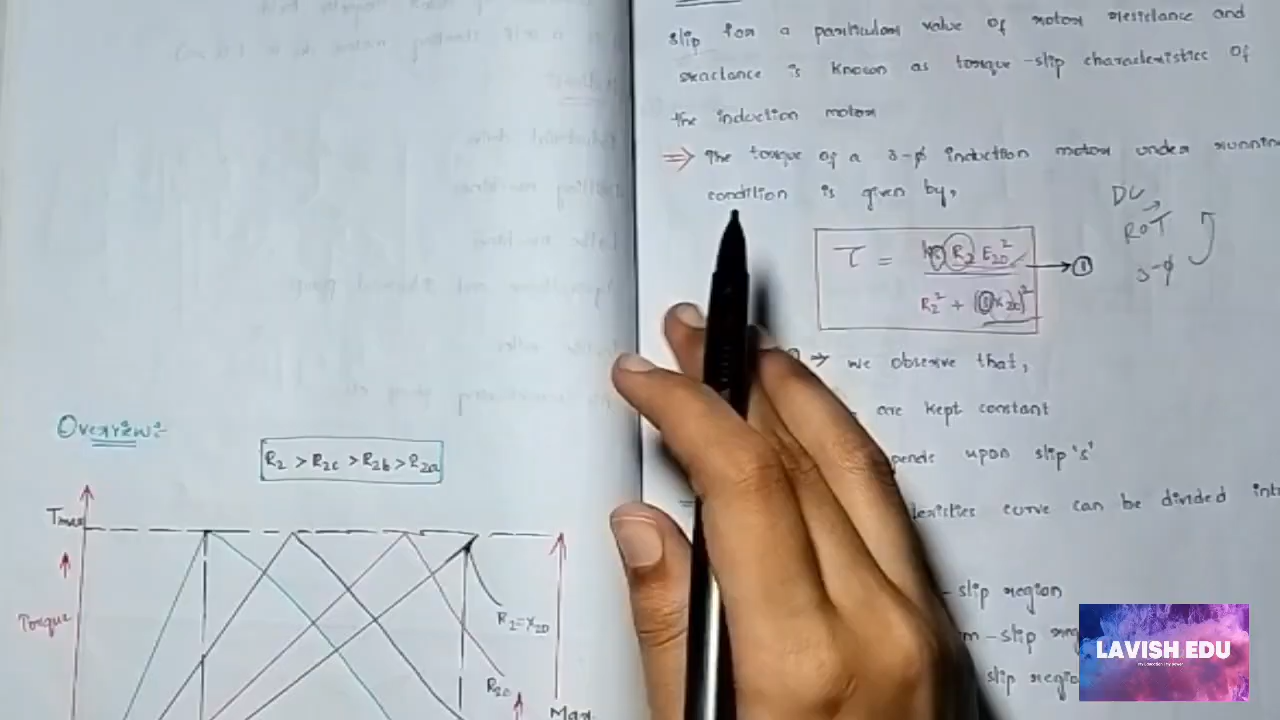 Overview:-
R2 > R2c > R2b > R2a
Tmax
Torque
R2=X20
R2c
Max
slip for a particular value of rotor resistance and
reactance is known as torque-slip characteristics of
the induction motor
⇒ The torque of a 3-φ induction motor under running
condition is given by,
τ = k s R2 E20²
R2² + (s X20)²
→ ①
DC
ROT
3-φ
⇒ we observe that,
are kept constant
upon slip 's'
curve can be divided into
- slip region
- slip
slip region
LAVISH EDU